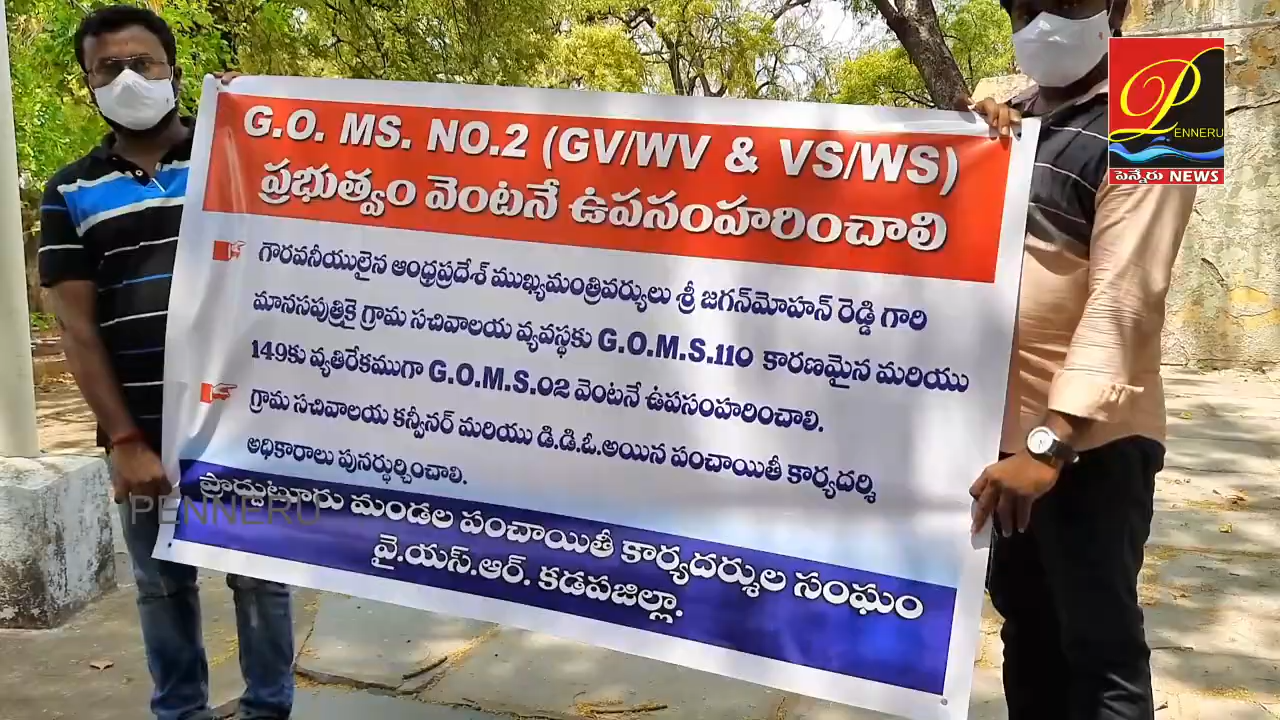 G.O. MS. NO.2 (GV/WV & VS/WS)
ప్రభుత్వం వెంటనే ఉపసంహరించాలి
గౌరవనీయులైన ఆంధ్రప్రదేశ్ ముఖ్యమంత్రివర్యులు శ్రీ జగన్‌మోహన్ రెడ్డి గారి
మానసపుత్రికై గ్రామ సచివాలయ వ్యవస్థకు G.O.M.S.110 కారణమైన మరియు
149కు వ్యతిరేకముగా G.O.M.S.02 వెంటనే ఉపసంహరించాలి.
గ్రామ సచివాలయ కన్వీనర్ మరియు డి.డి.ఓ.అయిన పంచాయితీ కార్యదర్శి
అధికారాలు పునర్ధుర్చించాలి.
ప్రొద్దుటూరు మండల పంచాయితీ కార్యదర్శుల సంఘం
వై.యస్.ఆర్. కడపజిల్లా.
PENNERU
పెన్నేరు NEWS
PENNERU